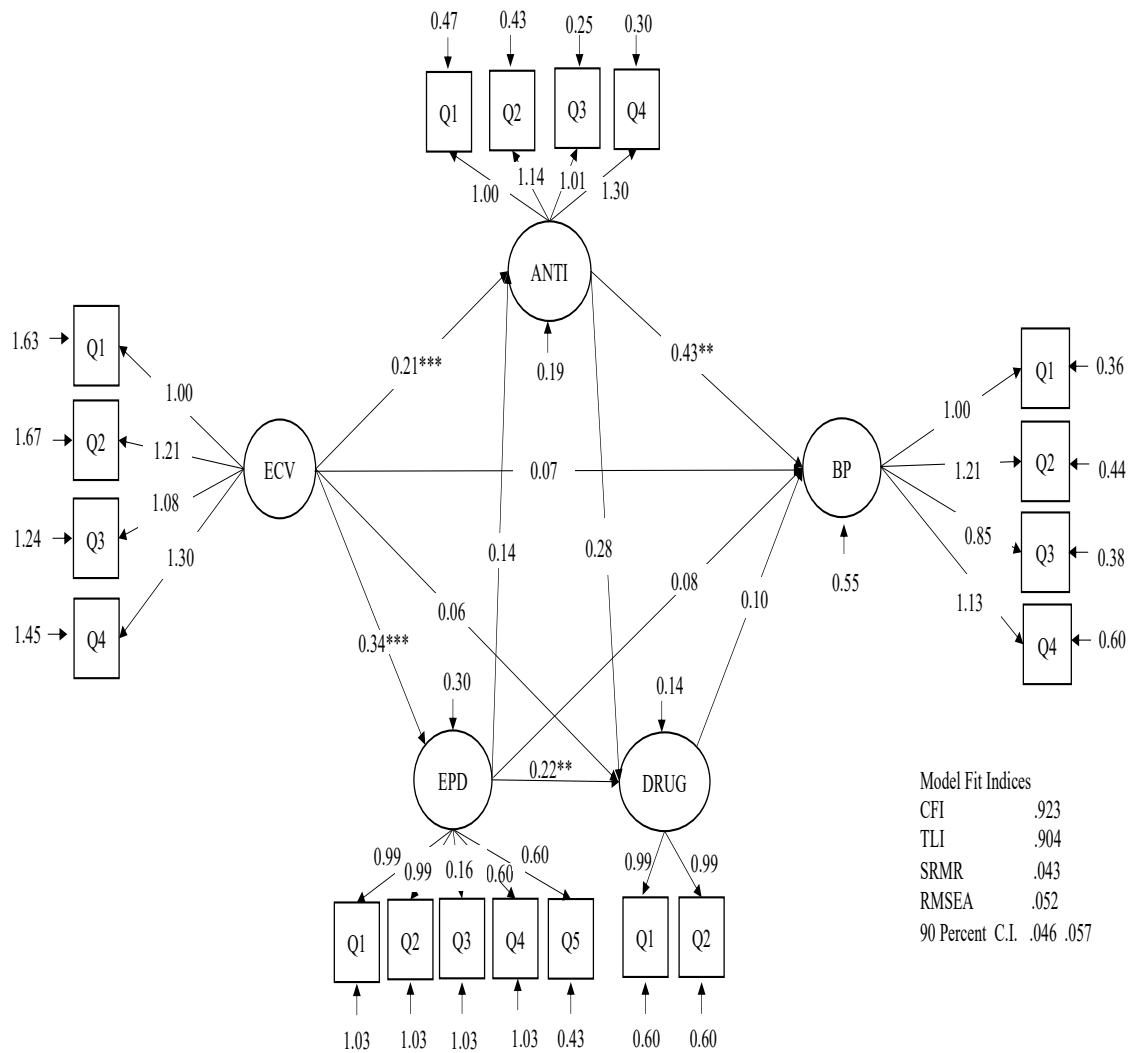 0.47 0.43 0.25 0.30
Q1 Q2 Q3 Q4
1.00 1.14 1.01 1.30
ANTI
0.19
1.63 Q1
1.67 Q2
1.24 Q3
1.45 Q4
1.00
1.21
1.08
1.30
ECV
0.21***
0.43**
0.07
0.14
0.28
0.06
0.08
0.10
0.34***
0.22**
BP
0.55
1.00
1.21
0.85
1.13
Q1 0.36
Q2 0.44
Q3 0.38
Q4 0.60
0.30
EPD
0.14
DRUG
0.99 0.99 0.16 0.60 0.60
Q1 Q2 Q3 Q4 Q5
1.03 1.03 1.03 1.03 0.43
0.99 0.99
Q1 Q2
0.60 0.60
Model Fit Indices
CFI .923
TLI .904
SRMR .043
RMSEA .052
90 Percent C.I. .046 .057